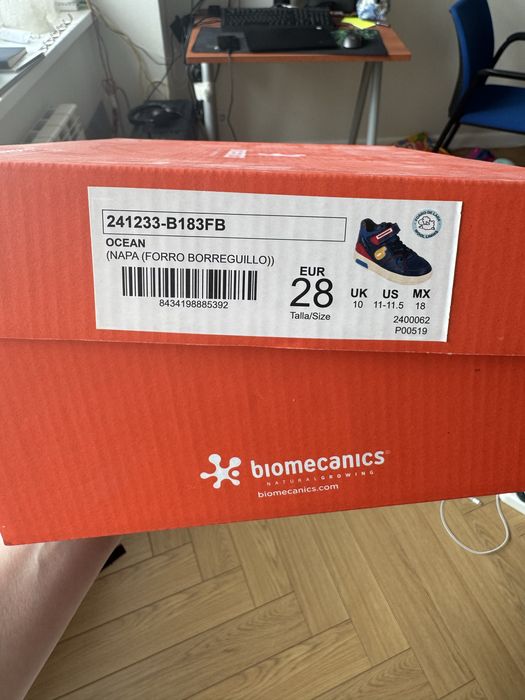 241233-B183FB
OCEAN
(NAPA (FORRO BORREGUILLO))
8434198885392
EUR
28
Talla/Size
UK US MX
10 11-11.5 18
2400062
P00519
biomecanics
NATURALGROWING
biomecanics.com